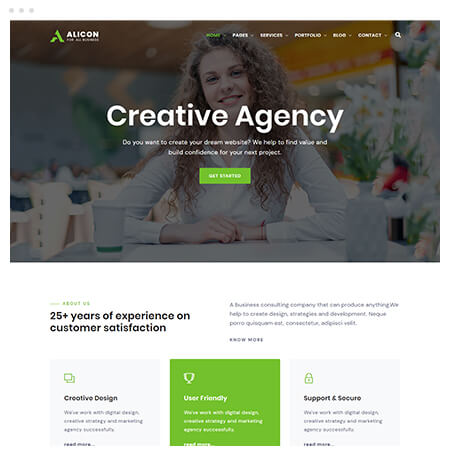 ALICON
FOR ALL BUSINESS
HOME PAGES SERVICES PORTFOLIO BLOG CONTACT
Creative Agency
Do you want to create your dream website? We help to find value and
build confidence for your next project.
GET STARTED
ABOUT US
25+ years of experience on
customer satisfaction
A business consulting company that can produce anything.We
help to create design, strategies and development. Neque
porro quisquam est, consectetur, adipisci velit.
KNOW MORE
Creative Design
We've work with digital design,
creative strategy and marketing
agency successfully.
read more...
User Friendly
We've work with digital design,
creative strategy and marketing
agency successfully.
read more...
Support & Secure
We've work with digital design,
creative strategy and marketing
agency successfully.
read more...